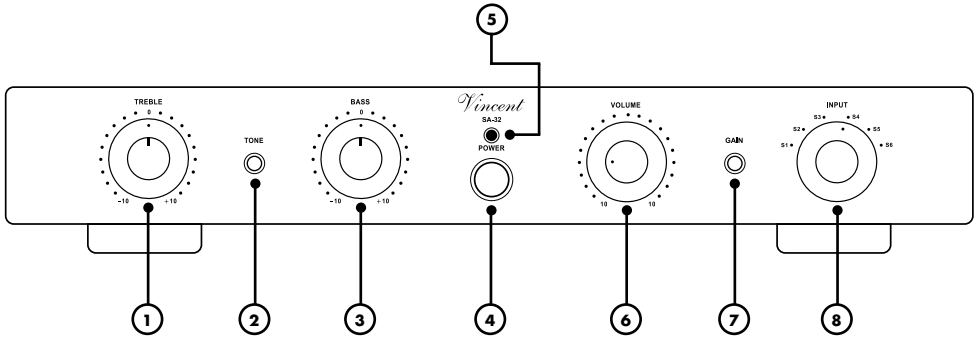 5
Vincent
SA-32
POWER
TREBLE
0
-10 +10
TONE
BASS
0
-10 +10
VOLUME
10 10
GAIN
INPUT
S1 S2 S3 S4 S5 S6
1 2 3 4 6 7 8